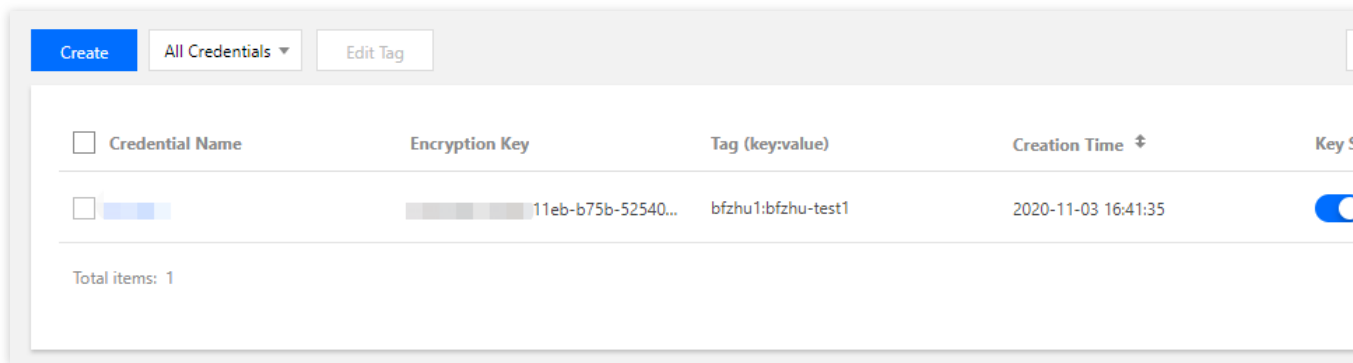 Create All Credentials Edit Tag
Credential Name Encryption Key Tag (key:value) Creation Time Key
11eb-b75b-52540... bfzhu1:bfzhu-test1 2020-11-03 16:41:35
Total items: 1